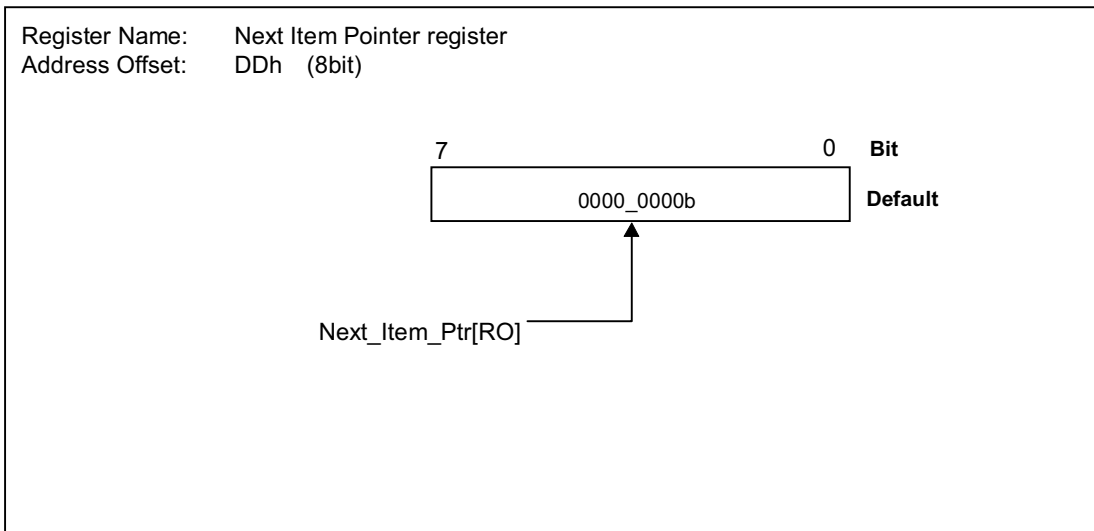 Register Name: Next Item Pointer register
Address Offset: DDh (8bit)
7 0 Bit
0000_0000b Default
Next_Item_Ptr[RO]